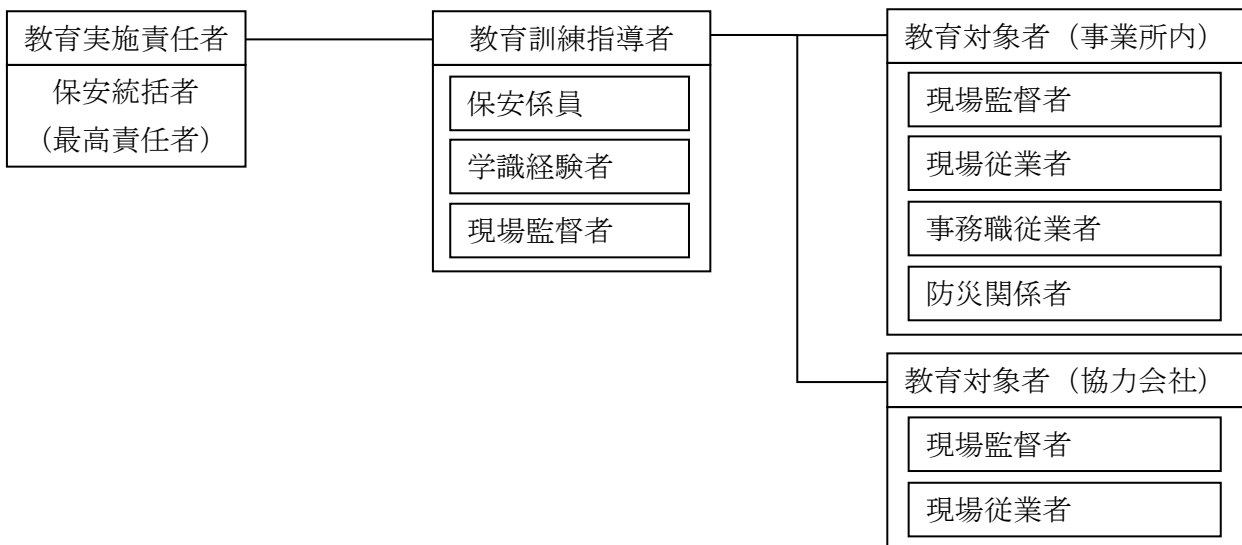 教育実施責任者
保安統括者
（最高責任者）
教育訓練指導者
保安係員
学識経験者
現場監督者
教育対象者（事業所内）
現場監督者
現場従業者
事務職従業者
防災関係者
教育対象者（協力会社）
現場監督者
現場従業者